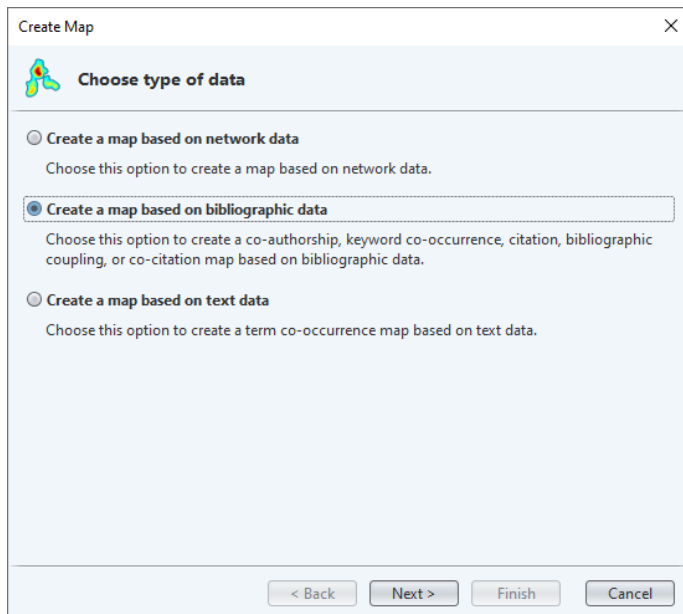 Create Map
Choose type of data
Create a map based on network data
Choose this option to create a map based on network data.
Create a map based on bibliographic data
Choose this option to create a co-authorship, keyword co-occurrence, citation, bibliographic
coupling, or co-citation map based on bibliographic data.
Create a map based on text data
Choose this option to create a term co-occurrence map based on text data.
< Back Next > Finish Cancel